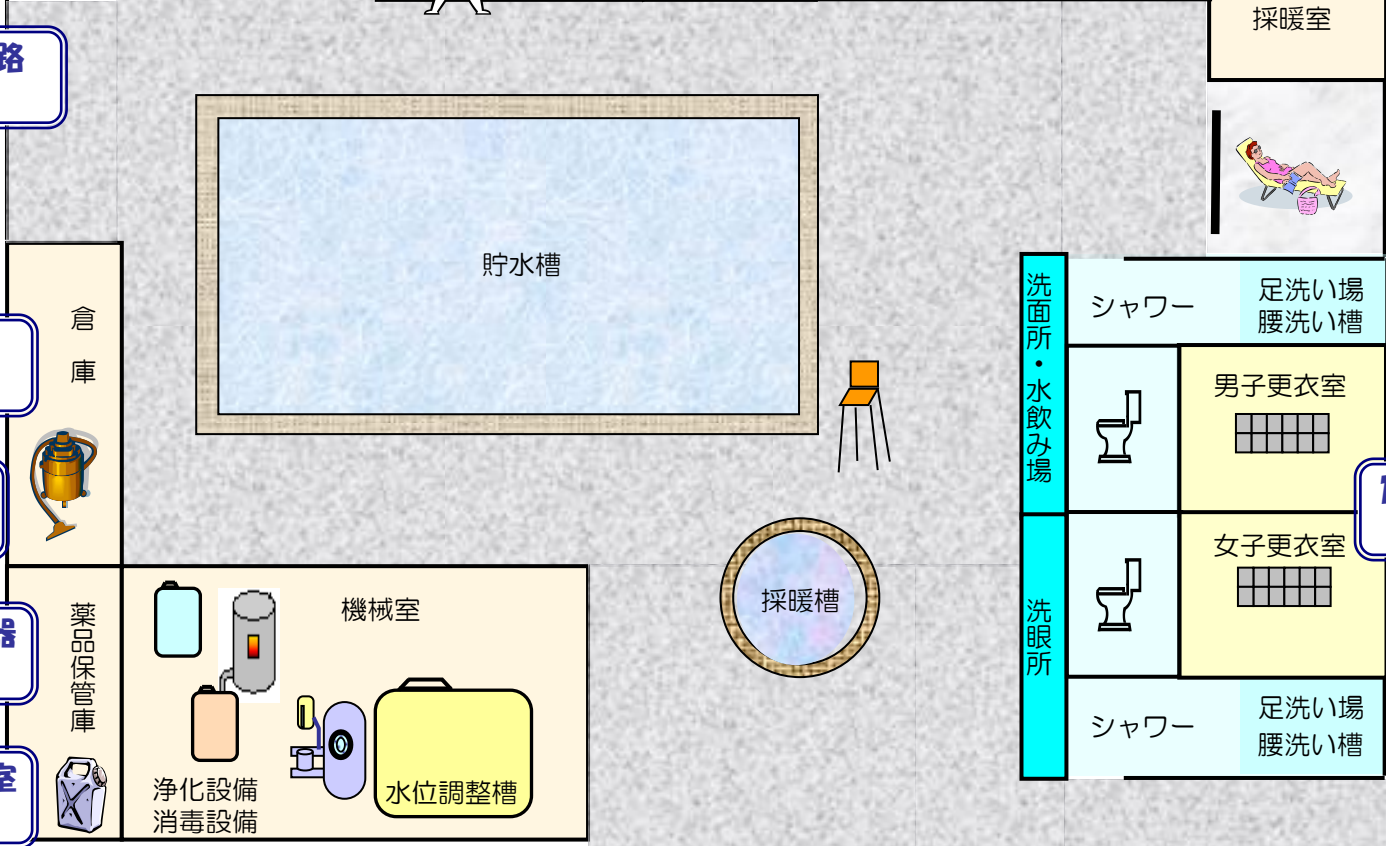 採暖室
路
貯水槽
倉庫
洗面所・水飲み場
シャワー
足洗い場
腰洗い槽
男子更衣室
女子更衣室
採暖槽
洗眼所
シャワー
足洗い場
腰洗い槽
器
薬品保管庫
機械室
浄化設備
消毒設備
水位調整槽
室